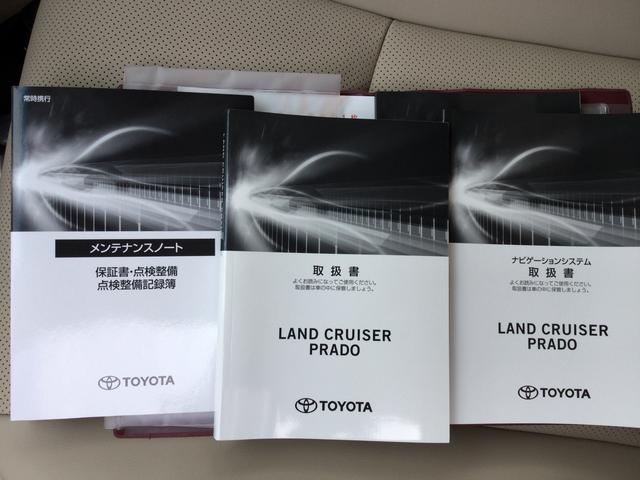 常時携行
メンテナンスノート
保証書・点検整備
点検整備記録簿
TOYOTA
取扱書
よくお読みになってご使用ください。
取扱書は車の中に保管しましょう。
LAND CRUISER
PRADO
TOYOTA
ナビゲーションシステム
取扱書
よくお読みになってご使用ください。
取扱書は車の中に保管しましょう。
LAND CRUISER
PRADO
TOYOTA